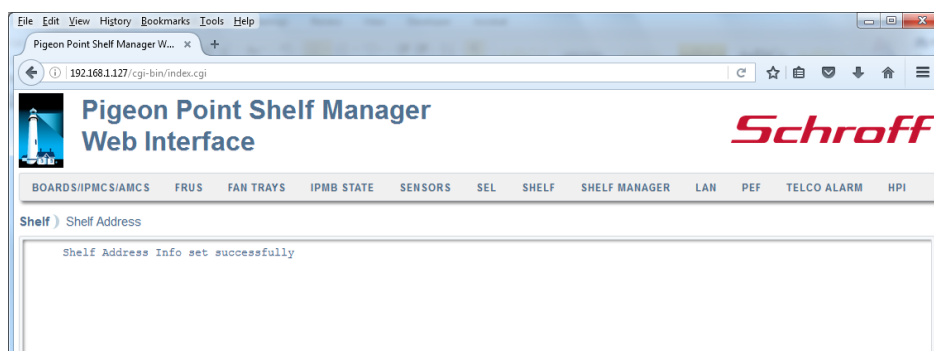 File Edit View History Bookmarks Tools Help
Pigeon Point Shelf Manager W... × +
192.168.1.127/cgi-bin/index.cgi
Pigeon Point Shelf Manager
Web Interface
Schroff
BOARDS/IPMCS/AMCS FRUS FAN TRAYS IPMB STATE SENSORS SEL SHELF SHELF MANAGER LAN PEF TELCO ALARM HPI
Shelf ) Shelf Address
Shelf Address Info set successfully